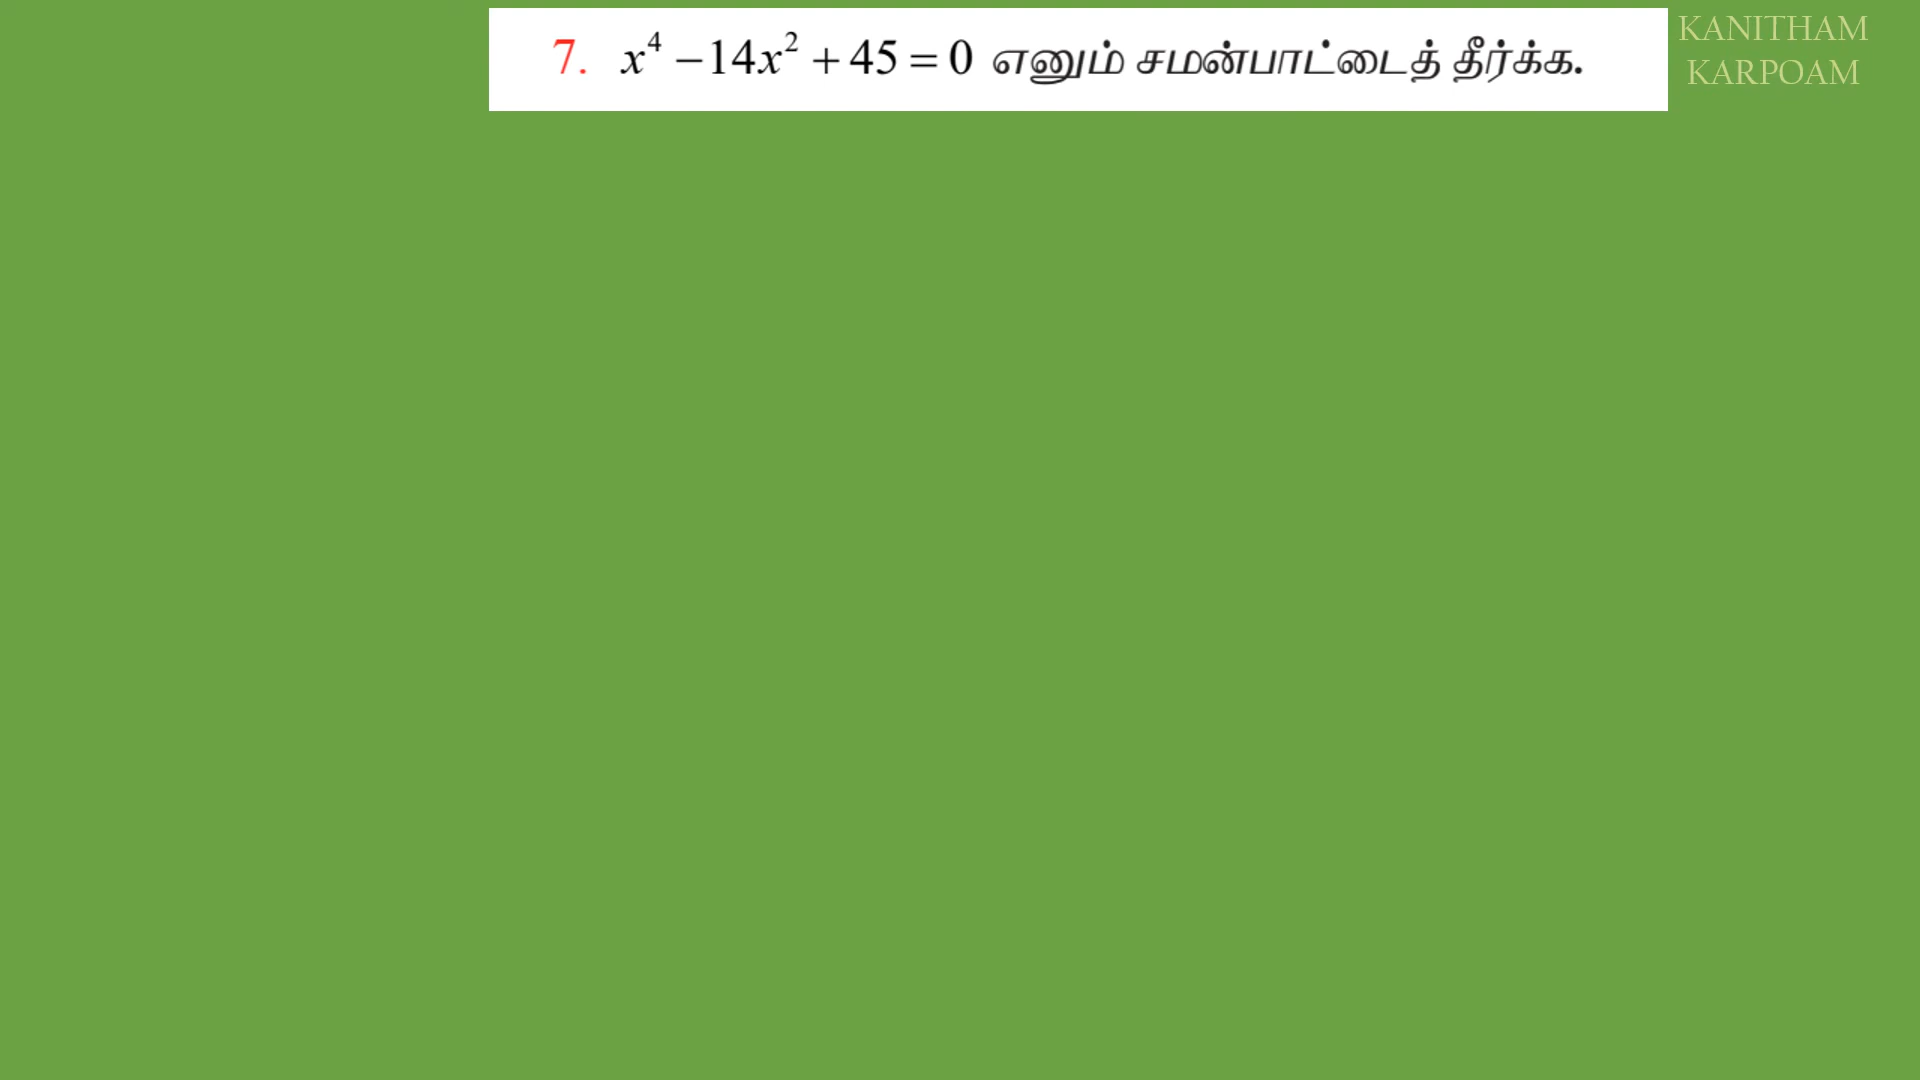 7. x⁴ − 14x² + 45 = 0 எனும் சமன்பாட்டைத் தீர்க்க.
KANITHAM
KARPOAM